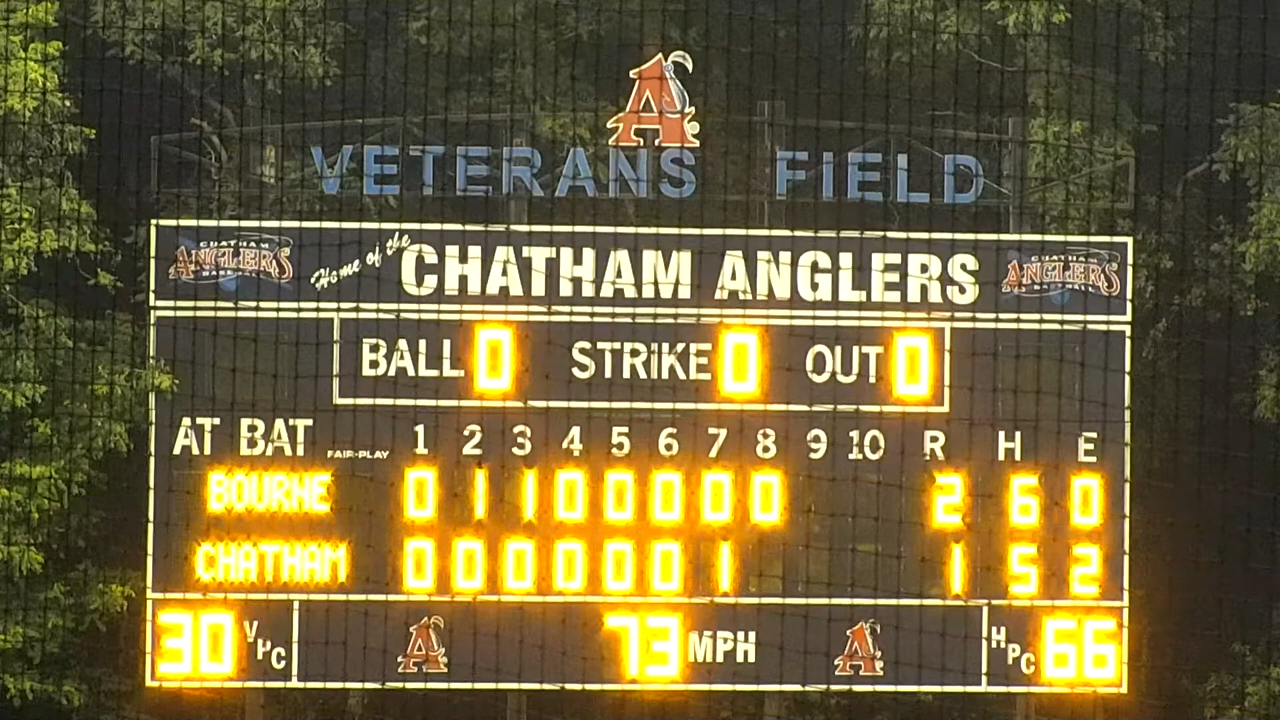 A
VETERANS FIELD
CHATHAM ANGLERS BASEBALL
Home of the CHATHAM ANGLERS
CHATHAM ANGLERS BASEBALL
BALL 0 STRIKE 0 OUT 0
AT BAT FAIR-PLAY 1 2 3 4 5 6 7 8 9 10 R H E
BOURNE 0 1 1 0 0 0 0 0 2 6 0
CHATHAM 0 0 0 0 0 0 1 1 5 2
30 VPC A 73 MPH A HPC 66